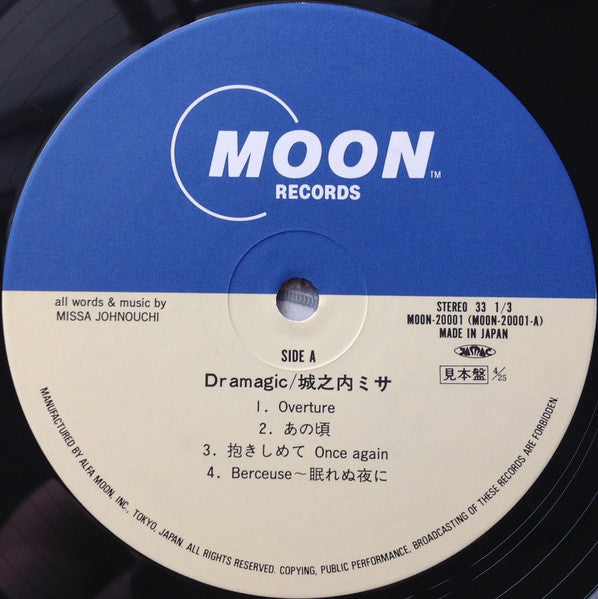 MOON TM
RECORDS
all words & music by
MISSA JOHNOUCHI
STEREO 33 1/3
MOON-20001 (MOON-20001-A)
MADE IN JAPAN
JASRAC
SIDE A
見本盤 4/25
Dramagic/城之内ミサ
1. Overture
2. あの頃
3. 抱きしめて Once again
4. Berceuse〜眠れぬ夜に
MANUFACTURED BY ALFA MOON, INC., TOKYO, JAPAN. ALL RIGHTS RESERVED. COPYING, PUBLIC PERFORMANCE, BROADCASTING OF THESE RECORDS ARE FORBIDDEN.